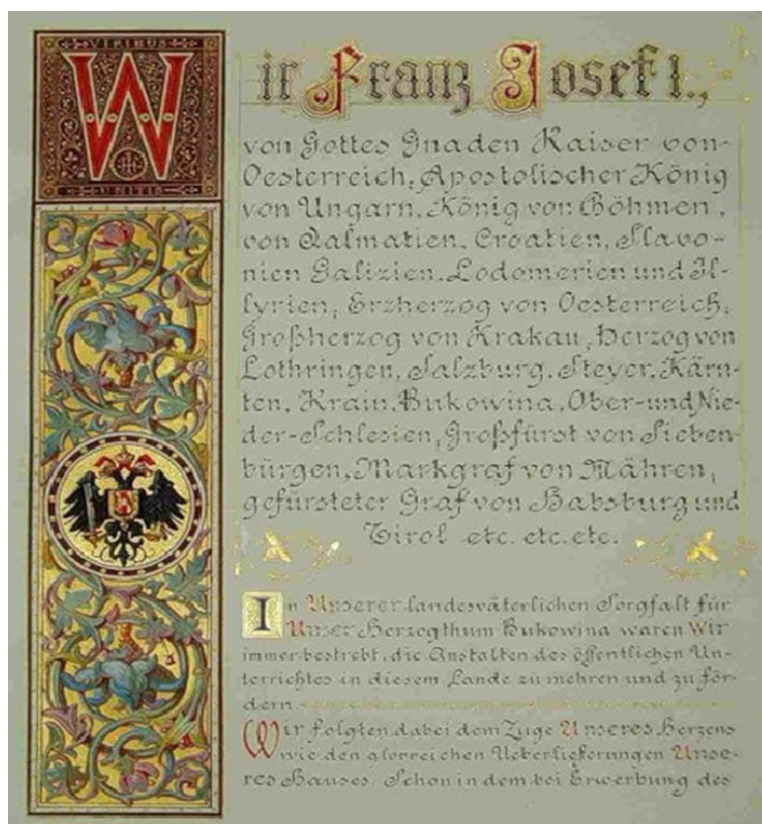 VIRIBUS
UNITIS
Wir Franz Josef I.,
von Gottes Gnaden Kaiser von
Oesterreich, Apostolischer König
von Ungarn, König von Böhmen,
von Dalmatien, Croatien, Slavo-
nien Galizien, Lodomerien und Il-
lyrien, Erzherzog von Oesterreich,
Großherzog von Krakau, Herzog von
Lothringen, Salzburg, Steyer, Kärn-
ten, Krain, Bukowina, Ober-und Nie-
der-Schlesien, Großfürst von Sieben-
bürgen, Markgraf von Mähren,
gefürsteter Graf von Habsburg und
Tirol etc. etc. etc.
In Unserer landesväterlichen Sorgfalt für
Unser Herzogthum Bukowina waren Wir
immer bestrebt, die Anstalten des öffentlichen Un-
terrichtes in diesem Lande zu mehren und zu för-
dern.
Wir folgten dabei dem Zuge Unseres Herzens
wie den glorreichen Ueberlieferungen Unse-
res Hauses. Schon in dem bei Erwerbung des